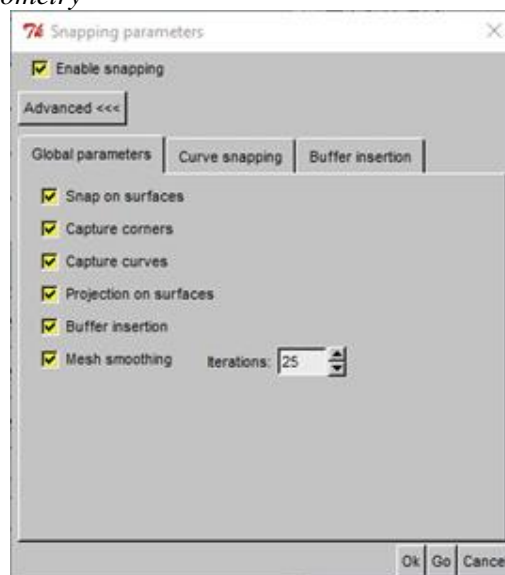 ometry
Snapping parameters
Enable snapping
Advanced <<<
Global parameters Curve snapping Buffer insertion
Snap on surfaces
Capture corners
Capture curves
Projection on surfaces
Buffer insertion
Mesh smoothing Iterations: 25
Ok Go Cance